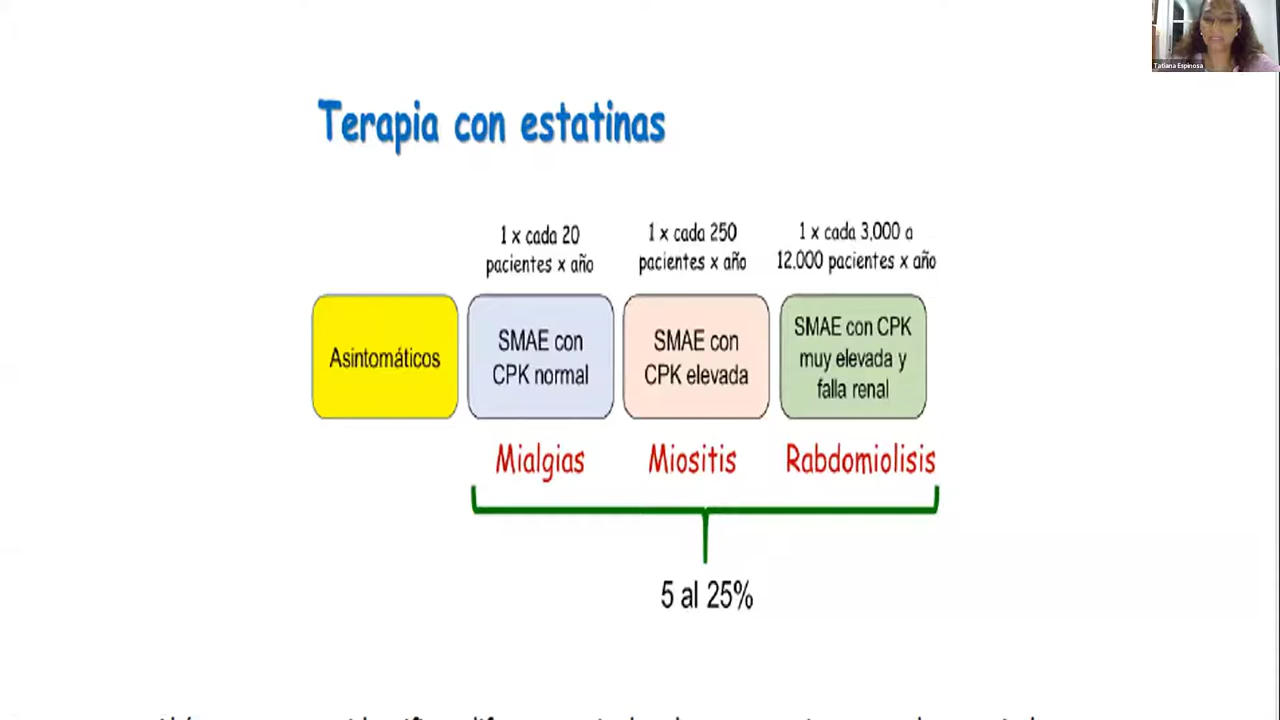 Tatiana Espinosa
Terapia con estatinas
1 x cada 20
pacientes x año
1 x cada 250
pacientes x año
1 x cada 3,000 a
12.000 pacientes x año
Asintomáticos
SMAE con
CPK normal
SMAE con
CPK elevada
SMAE con CPK
muy elevada y
falla renal
Mialgias
Miositis
Rabdomiolisis
5 al 25%